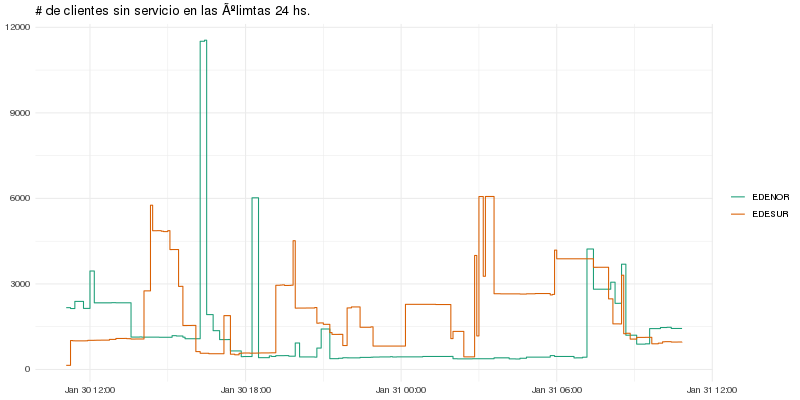 # de clientes sin servicio en las Ãºlimtas 24 hs.
12000
9000
6000
3000
0
Jan 30 12:00
Jan 30 18:00
Jan 31 00:00
Jan 31 06:00
Jan 31 12:00
EDENOR
EDESUR